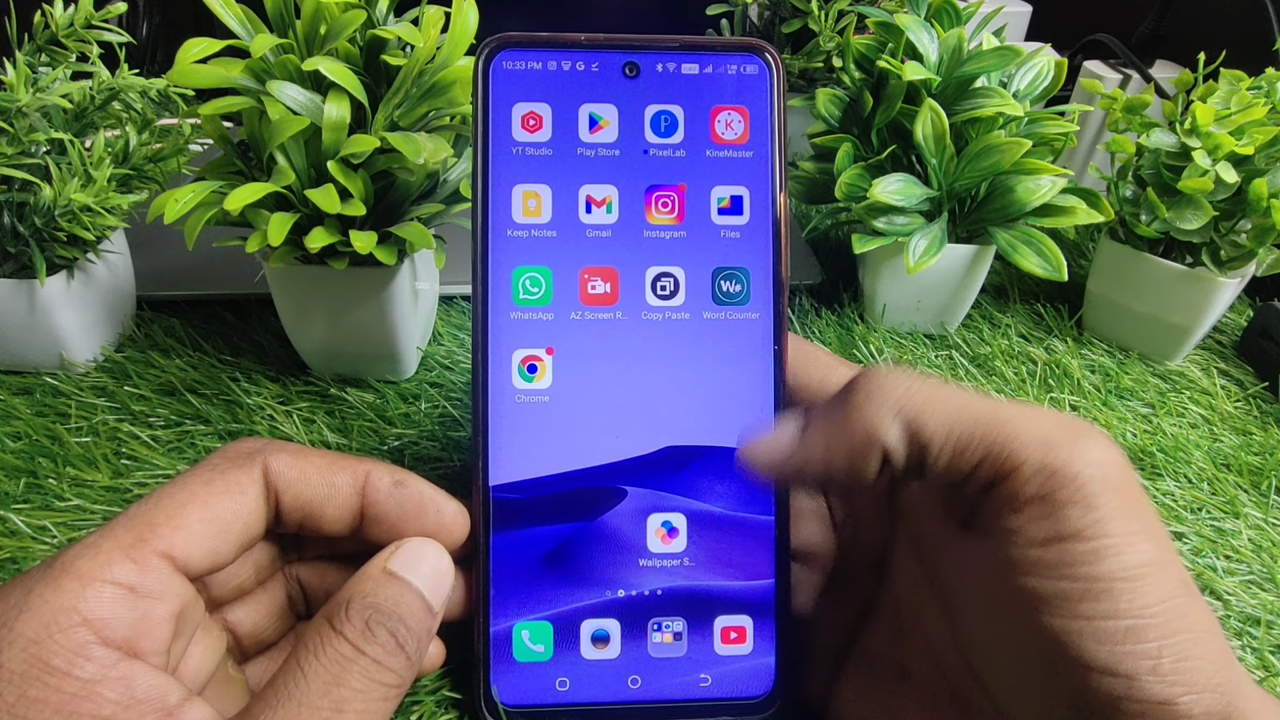 10:33 PM
YT Studio
Play Store
PixelLab
KineMaster
Keep Notes
Gmail
Instagram
Files
WhatsApp
AZ Screen R...
Copy Paste
W#
Word Counter
Chrome
Wallpaper S...